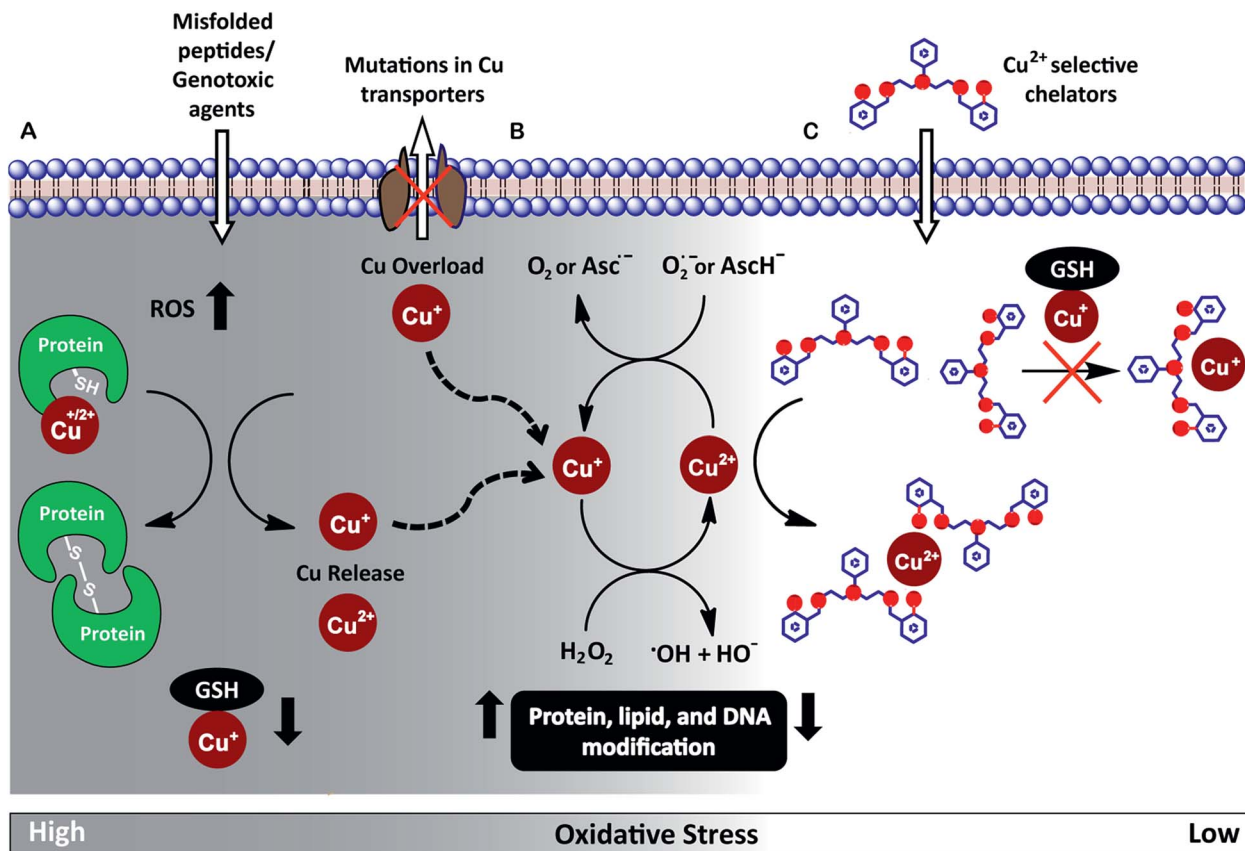 Misfolded
peptides/
Genotoxic
agents
Mutations in Cu
transporters
Cu²⁺ selective
chelators
A
B
C
ROS
Cu Overload
Cu⁺
O₂ or Asc·⁻
O₂·⁻ or AscH⁻
GSH
Cu⁺
Cu⁺
Protein
SH
Cu⁺/²⁺
Cu⁺
Cu²⁺
Protein
S
S
Protein
Cu⁺
Cu Release
Cu²⁺
Cu²⁺
H₂O₂
·OH + HO⁻
GSH
Cu⁺
Protein, lipid, and DNA
modification
High
Oxidative Stress
Low